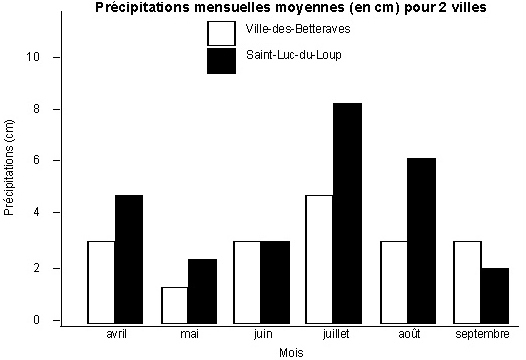 Précipitations mensuelles moyennes (en cm) pour 2 villes
Ville-des-Betteraves
Saint-Luc-du-Loup
Précipitations (cm)
10
8
6
4
2
0
avril mai juin juillet août septembre
Mois